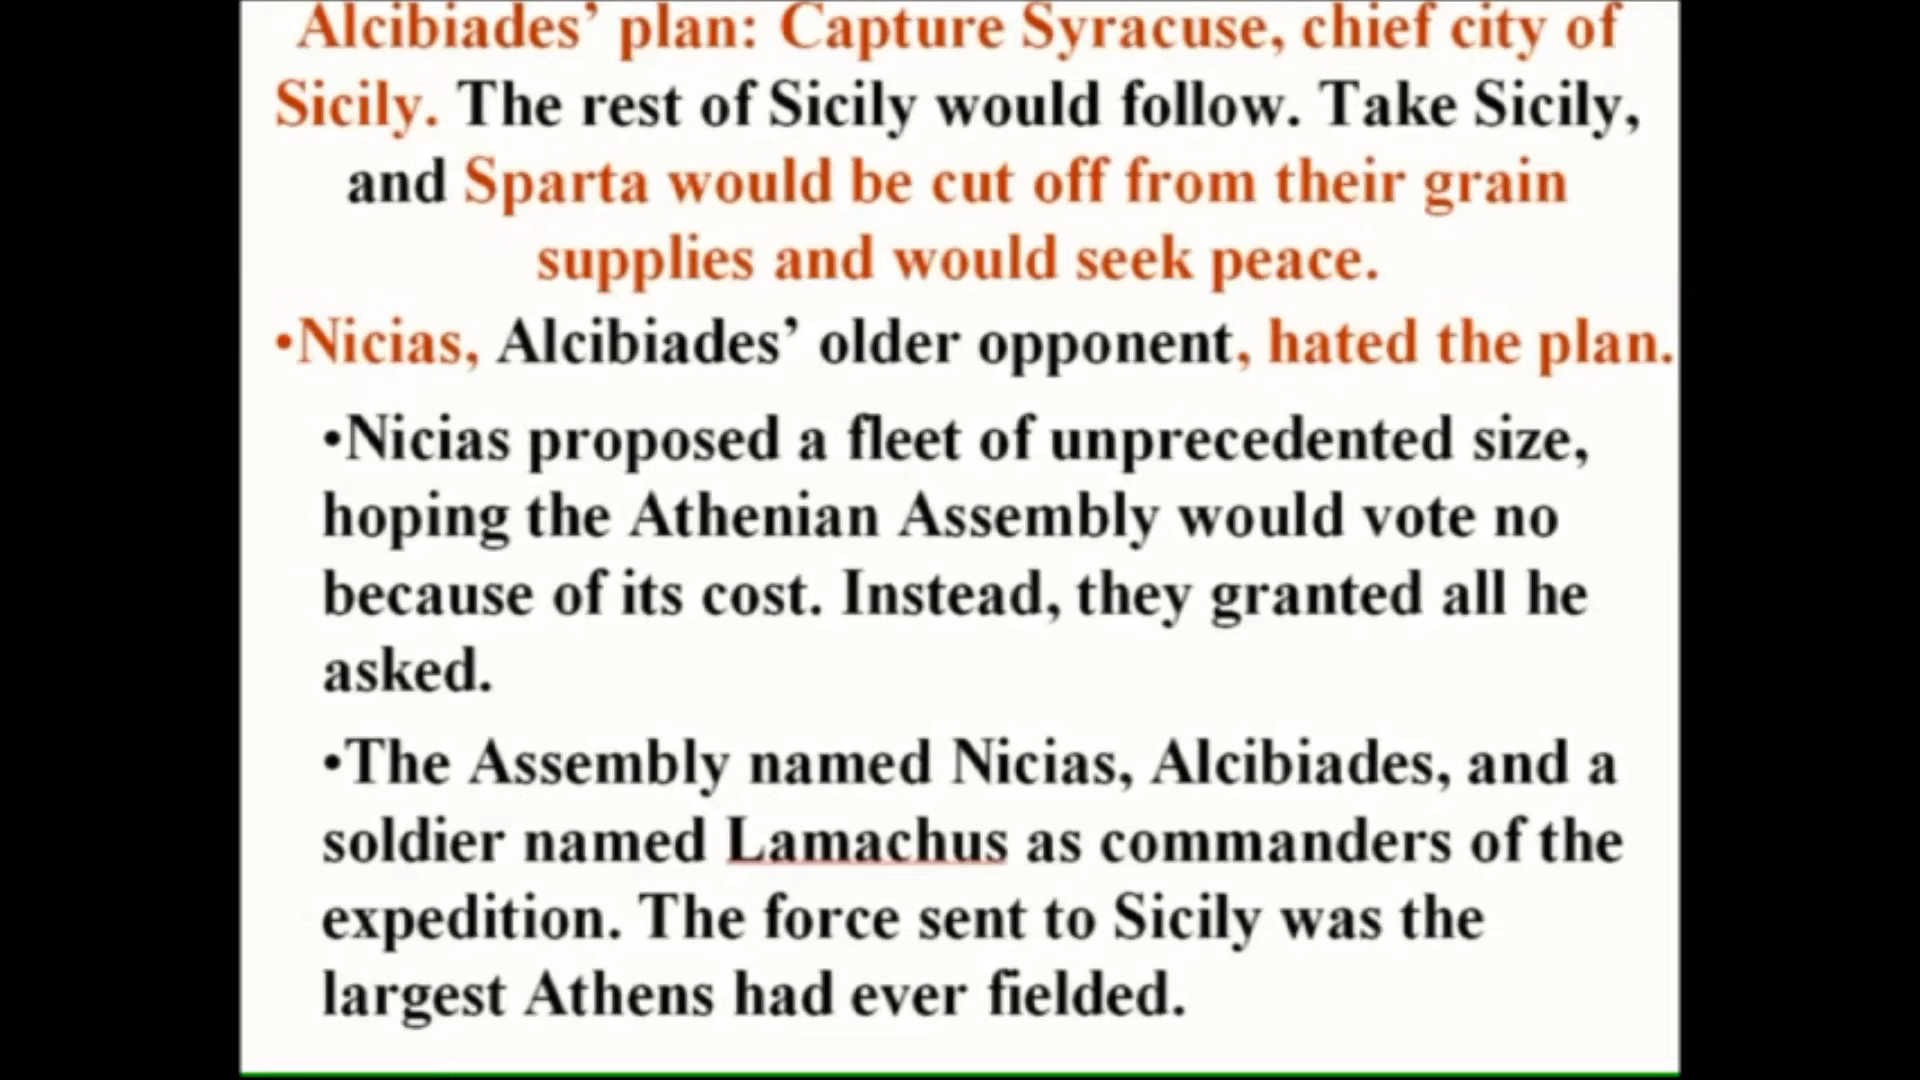 Alcibiades’ plan: Capture Syracuse, chief city of
Sicily. The rest of Sicily would follow. Take Sicily,
and Sparta would be cut off from their grain
supplies and would seek peace.
•Nicias, Alcibiades’ older opponent, hated the plan.
•Nicias proposed a fleet of unprecedented size,
hoping the Athenian Assembly would vote no
because of its cost. Instead, they granted all he
asked.
•The Assembly named Nicias, Alcibiades, and a
soldier named Lamachus as commanders of the
expedition. The force sent to Sicily was the
largest Athens had ever fielded.